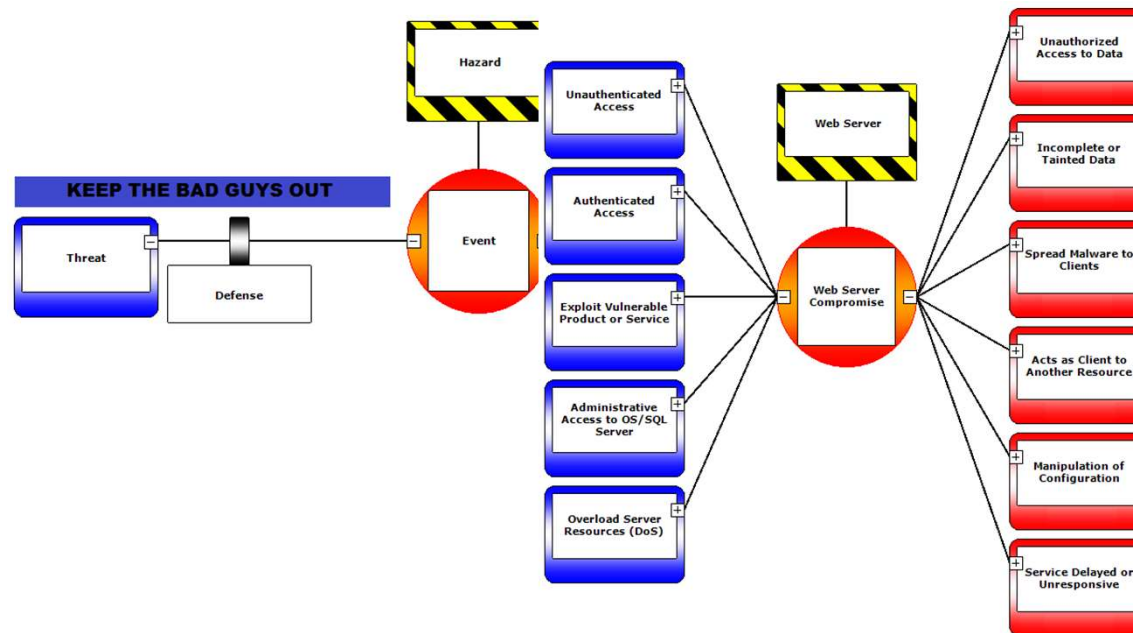 Hazard
KEEP THE BAD GUYS OUT
Threat
Defense
Event
Unauthenticated
Access
Authenticated
Access
Exploit Vulnerable
Product or Service
Administrative
Access to OS/SQL
Server
Overload Server
Resources (DoS)
Web Server
Web Server
Compromise
Unauthorized
Access to Data
Incomplete or
Tainted Data
Spread Malware to
Clients
Acts as Client to
Another Resource
Manipulation of
Configuration
Service Delayed or
Unresponsive